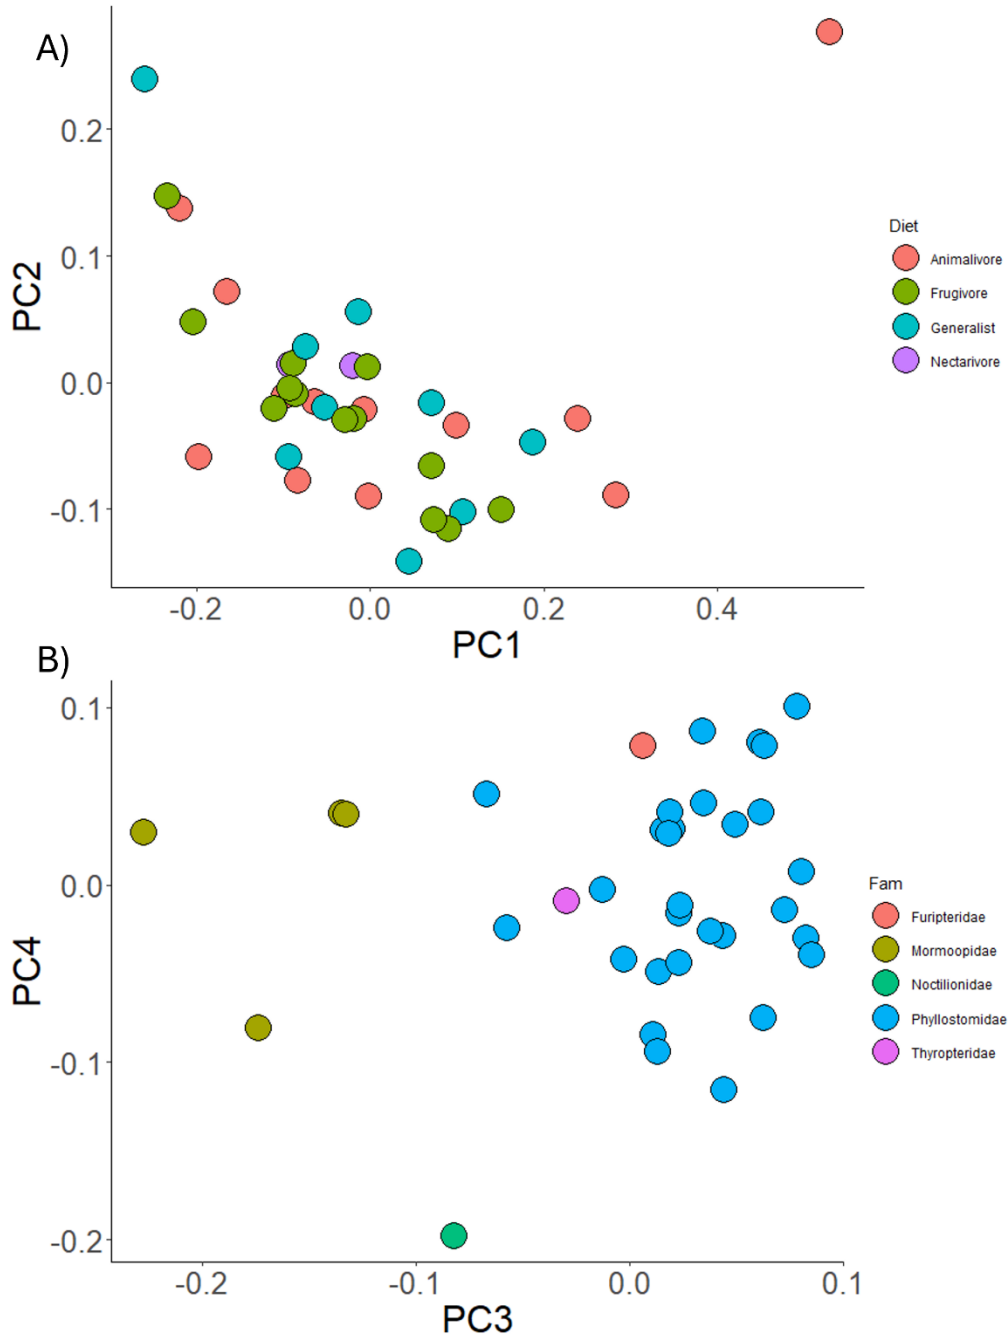 A)
PC2
0.2
0.1
0.0
-0.1
-0.2
0.0
0.2
0.4
PC1
Diet
Animalivore
Frugivore
Generalist
Nectarivore
B)
PC4
0.1
0.0
-0.1
-0.2
-0.2
-0.1
0.0
0.1
PC3
Fam
Furipteridae
Mormoopidae
Noctilionidae
Phyllostomidae
Thyropteridae